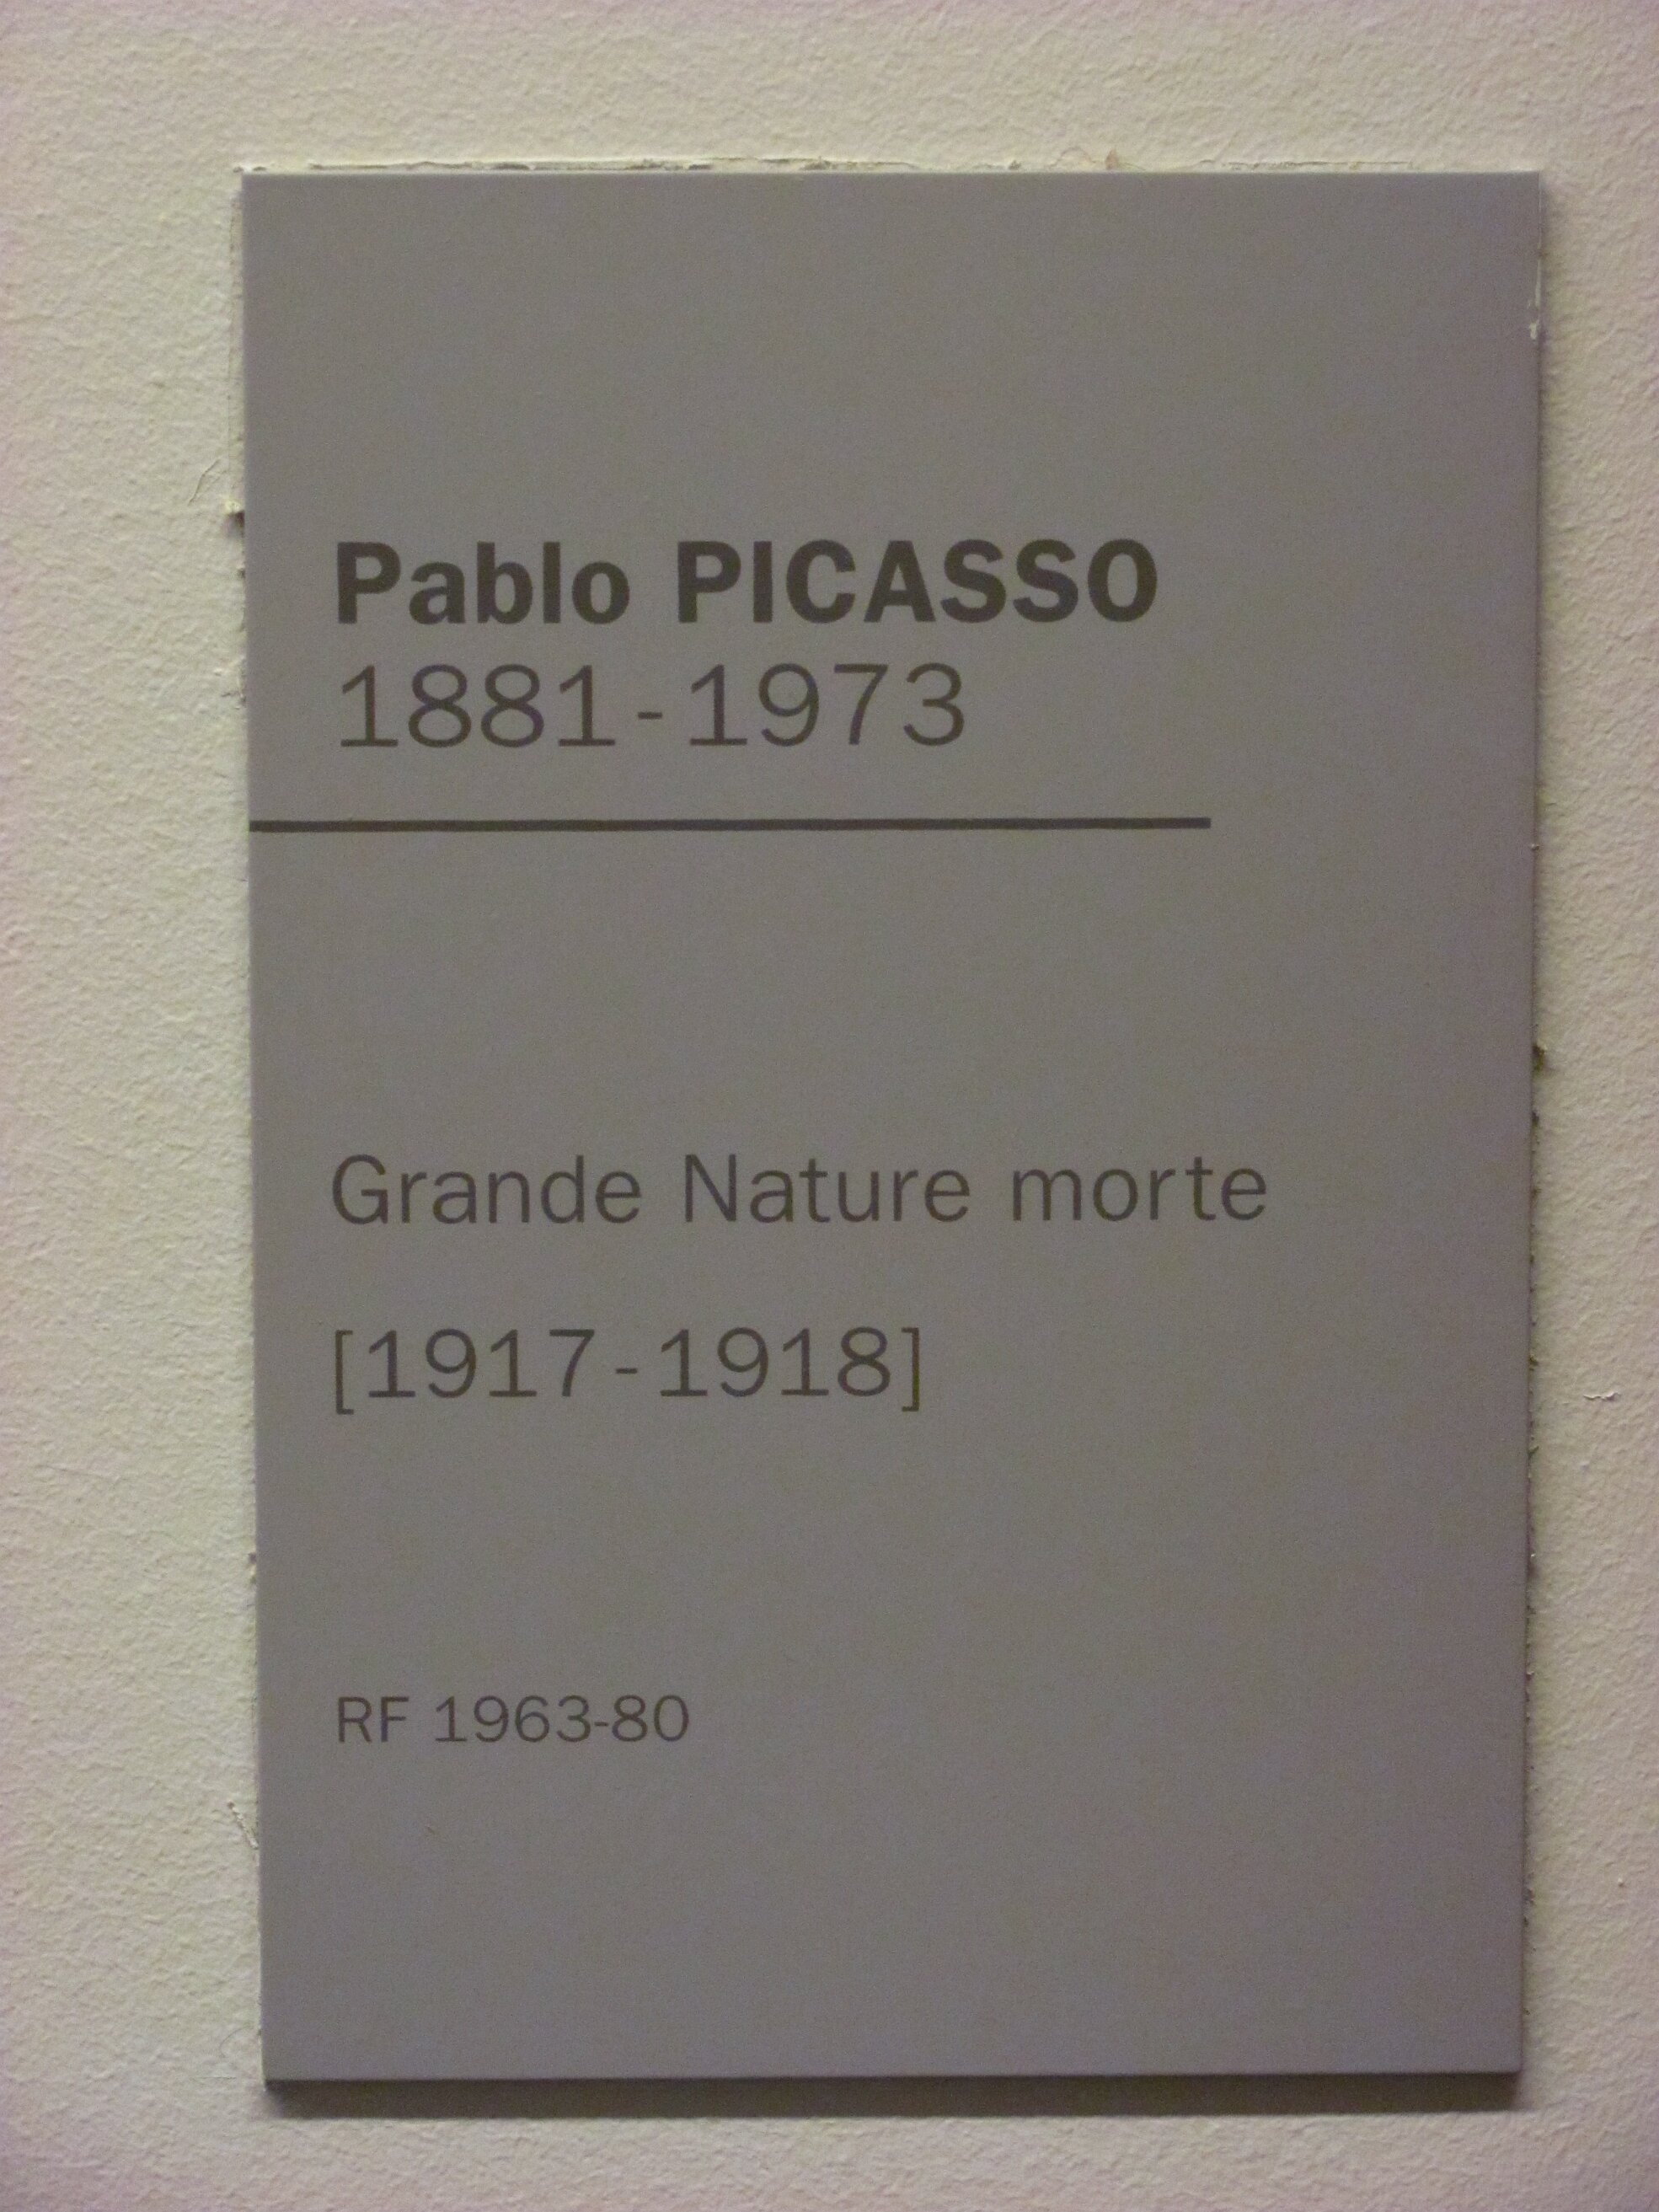 Pablo PICASSO
1881-1973
Grande Nature morte
[1917-1918]
RF 1963-80